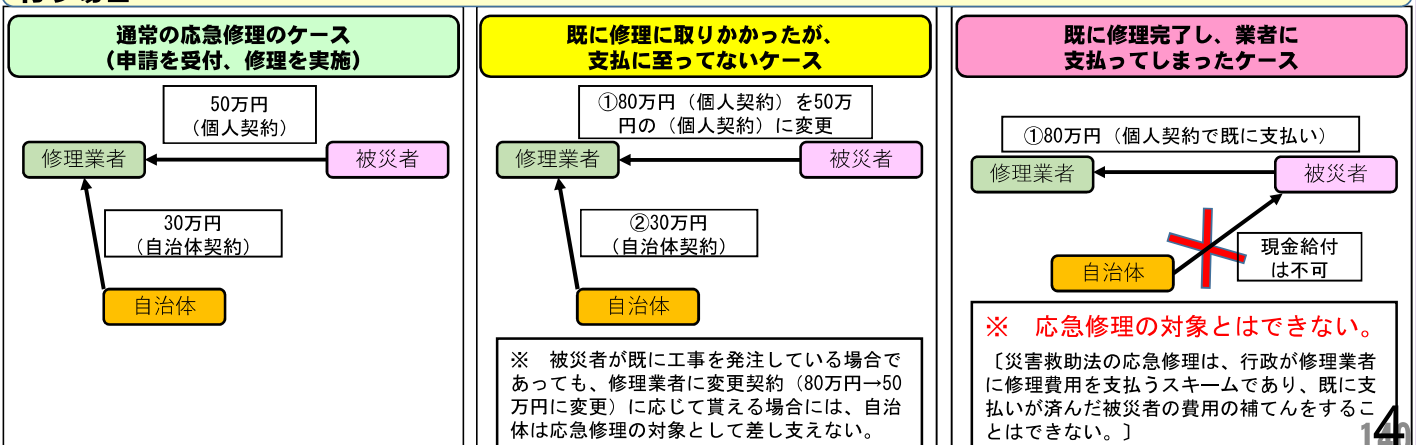 通常の応急修理のケース
（申請を受付、修理を実施）
50万円
（個人契約）
修理業者
被災者
30万円
（自治体契約）
自治体
既に修理に取りかかったが、
支払に至ってないケース
①80万円（個人契約）を50万
円の（個人契約）に変更
修理業者
被災者
②30万円
（自治体契約）
自治体
※　被災者が既に工事を発注している場合で
あっても、修理業者に変更契約（80万円→50
万円に変更）に応じて貰える場合には、自治
体は応急修理の対象として差し支えない。
既に修理完了し、業者に
支払ってしまったケース
①80万円（個人契約で既に支払い）
修理業者
被災者
現金給付
は不可
自治体
※　応急修理の対象とはできない。
〔災害救助法の応急修理は、行政が修理業者
に修理費用を支払うスキームであり、既に支
払いが済んだ被災者の費用の補てんをするこ
とはできない。〕
4